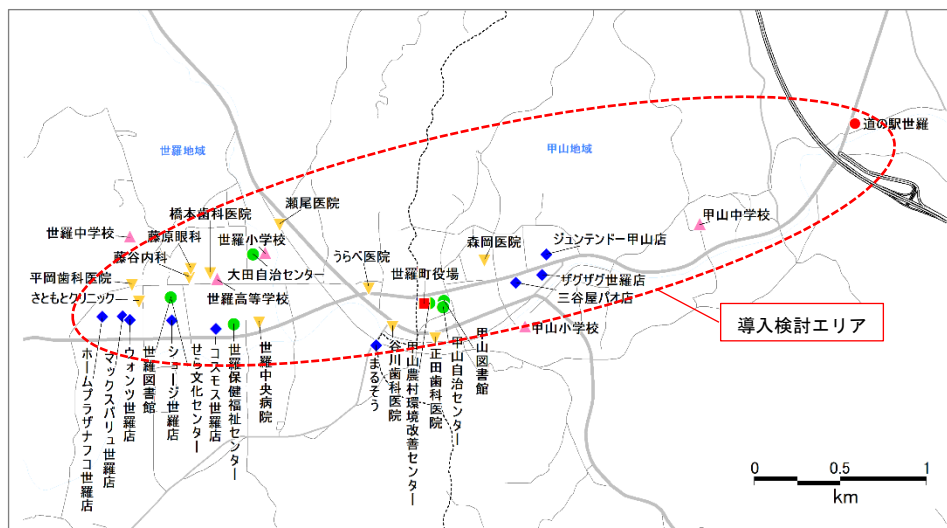 道の駅世羅
世羅地域
甲山地域
瀬尾医院
橋本歯科医院
世羅中学校
藤原眼科
世羅小学校
甲山中学校
森岡医院
ジュンテンドー甲山店
藤谷内科
大田自治センター
うらべ医院
世羅町役場
ザグザグ世羅店
平岡歯科医院
世羅高等学校
三谷屋パオ店
さともとクリニック
導入検討エリア
甲山小学校
ホームプラザナフコ世羅店
マックスバリュ世羅店
ウォンツ世羅店
世羅図書館
ショージ世羅店
せら文化センター
コスモス世羅店
世羅保健福祉センター
世羅中央病院
まるそう
谷川歯科医院
甲山農村環境改善センター
正田歯科医院
甲山自治センター
甲山図書館
0 0.5 1
km